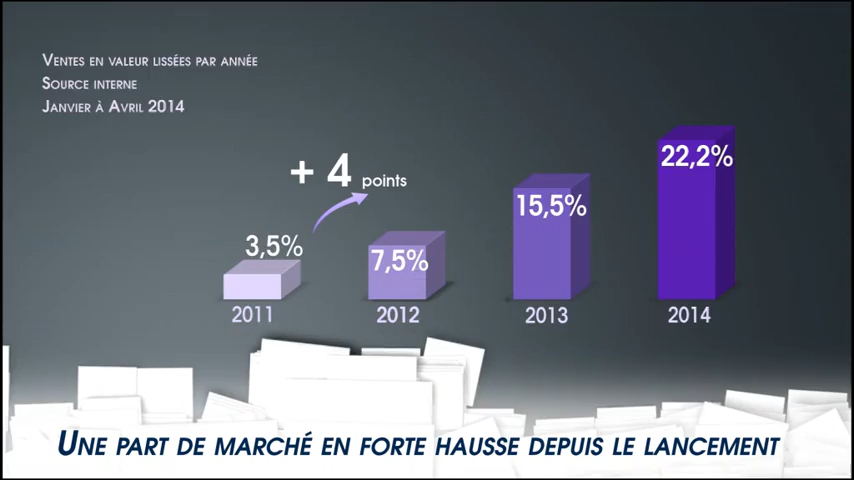 Ventes en valeur lissées par année
Source interne
Janvier à Avril 2014
+ 4 points
3,5%
7,5%
15,5%
22,2%
2011
2012
2013
2014
Une part de marché en forte hausse depuis le lancement